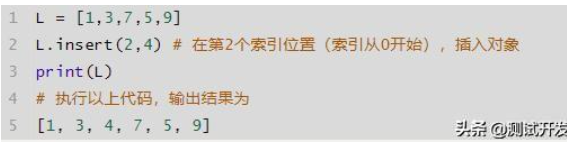 1 L = [1,3,7,5,9]
2 L.insert(2,4) # 在第2个索引位置（索引从0开始），插入对象
3 print(L)
4 # 执行以上代码，输出结果为
5 [1, 3, 4, 7, 5, 9]
头条 @测试开发